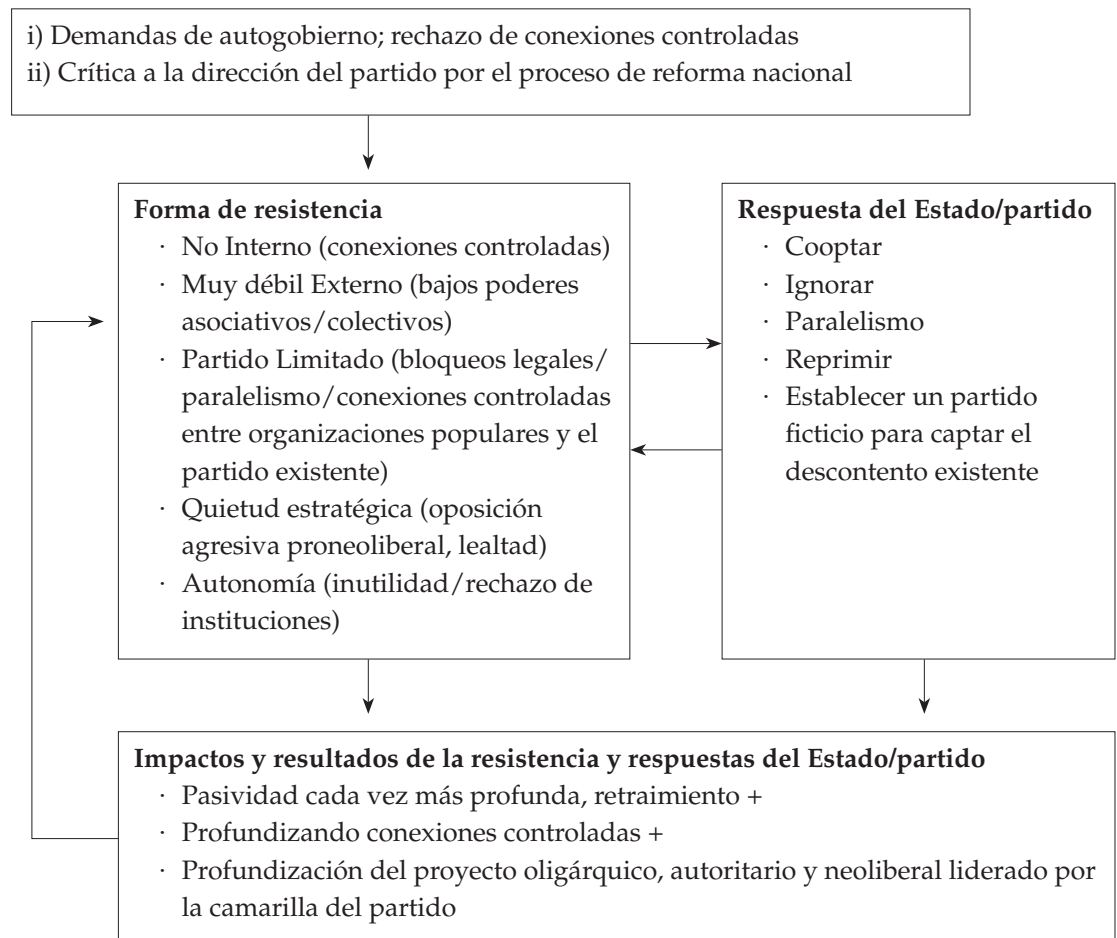 i) Demandas de autogobierno; rechazo de conexiones controladas
ii) Crítica a la dirección del partido por el proceso de reforma nacional
Forma de resistencia
· No Interno (conexiones controladas)
· Muy débil Externo (bajos poderes
asociativos/colectivos)
· Partido Limitado (bloqueos legales/
paralelismo/conexiones controladas
entre organizaciones populares y el
partido existente)
· Quietud estratégica (oposición
agresiva proneoliberal, lealtad)
· Autonomía (inutilidad/rechazo de
instituciones)
Respuesta del Estado/partido
· Cooptar
· Ignorar
· Paralelismo
· Reprimir
· Establecer un partido
ficticio para captar el
descontento existente
Impactos y resultados de la resistencia y respuestas del Estado/partido
· Pasividad cada vez más profunda, retraimiento +
· Profundizando conexiones controladas +
· Profundización del proyecto oligárquico, autoritario y neoliberal liderado por
la camarilla del partido